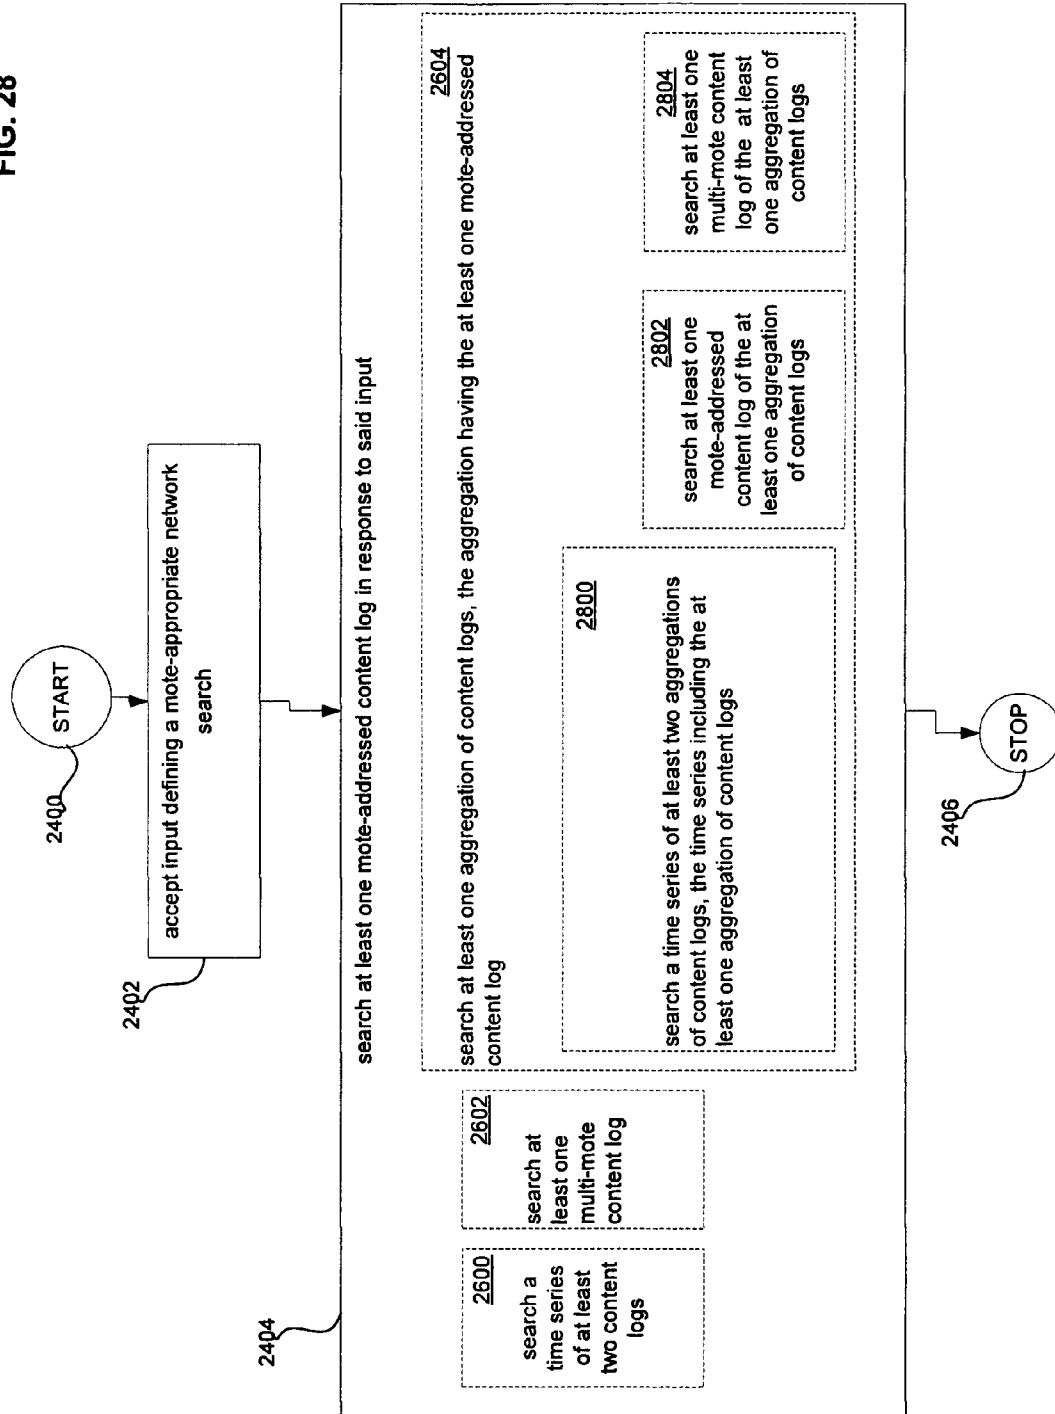 FIG. 28
START
2400
accept input defining a mote-appropriate network
search
2402
search at least one mote-addressed content log in response to said input
2404
2600
search a
time series
of at least
two content
logs
2602
search at
least one
multi-mote
content log
2604
search at least one aggregation of content logs, the aggregation having the at least one mote-addressed
content log
2800
search a time series of at least two aggregations
of content logs, the time series including the at
least one aggregation of content logs
2802
search at least one
mote-addressed
content log of the at
least one aggregation
of content logs
2804
search at least one
multi-mote content
log of the at least
one aggregation of
content logs
STOP
2406